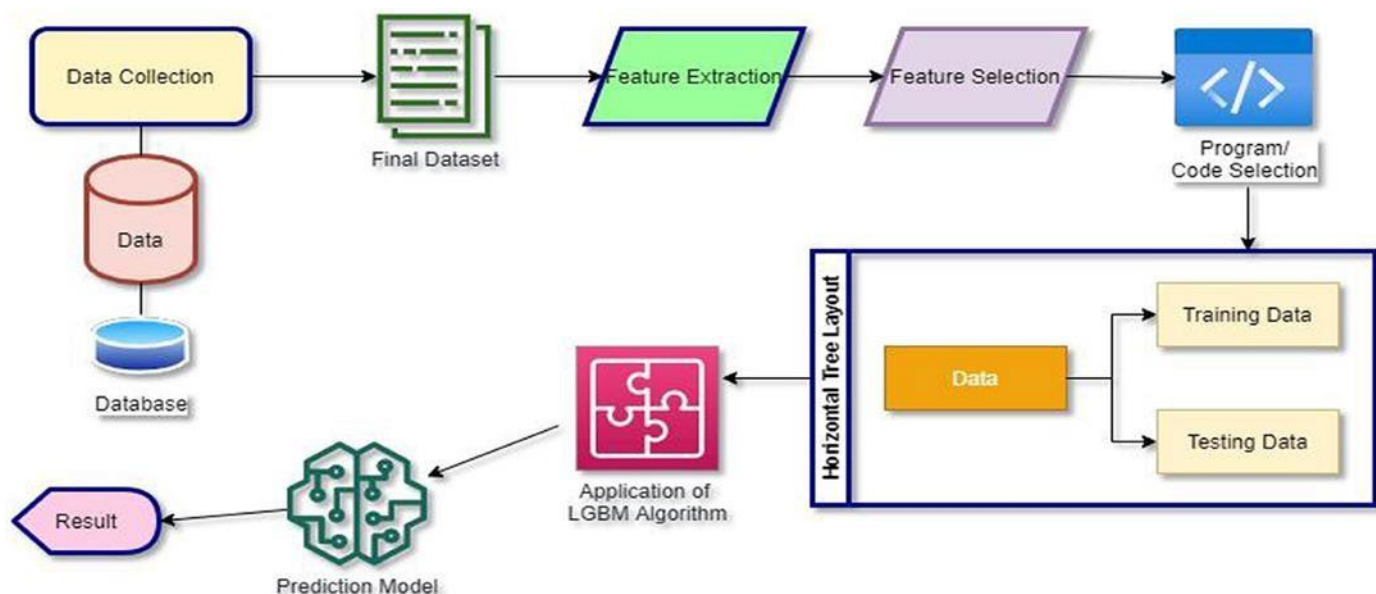 Data Collection
Final Dataset
Feature Extraction
Feature Selection
Program/
Code Selection
Data
Database
Horizontal Tree Layout
Data
Training Data
Testing Data
Application of
LGBM Algorithm
Prediction Model
Result